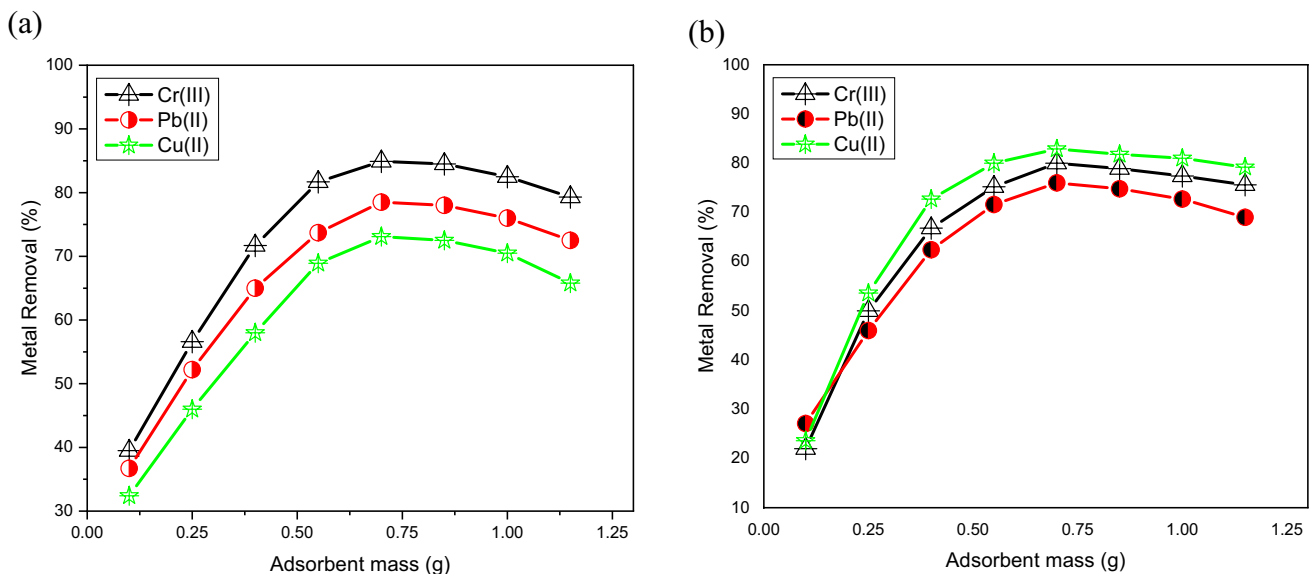 (a)
100
90
80
70
60
50
40
30
0.00
0.25
0.50
0.75
1.00
1.25
Metal Removal (%)
Adsorbent mass (g)
Cr(III)
Pb(II)
Cu(II)
(b)
100
90
80
70
60
50
40
30
20
10
0.00
0.25
0.50
0.75
1.00
1.25
Metal Removal (%)
Adsorbent mass (g)
Cr(III)
Pb(II)
Cu(II)